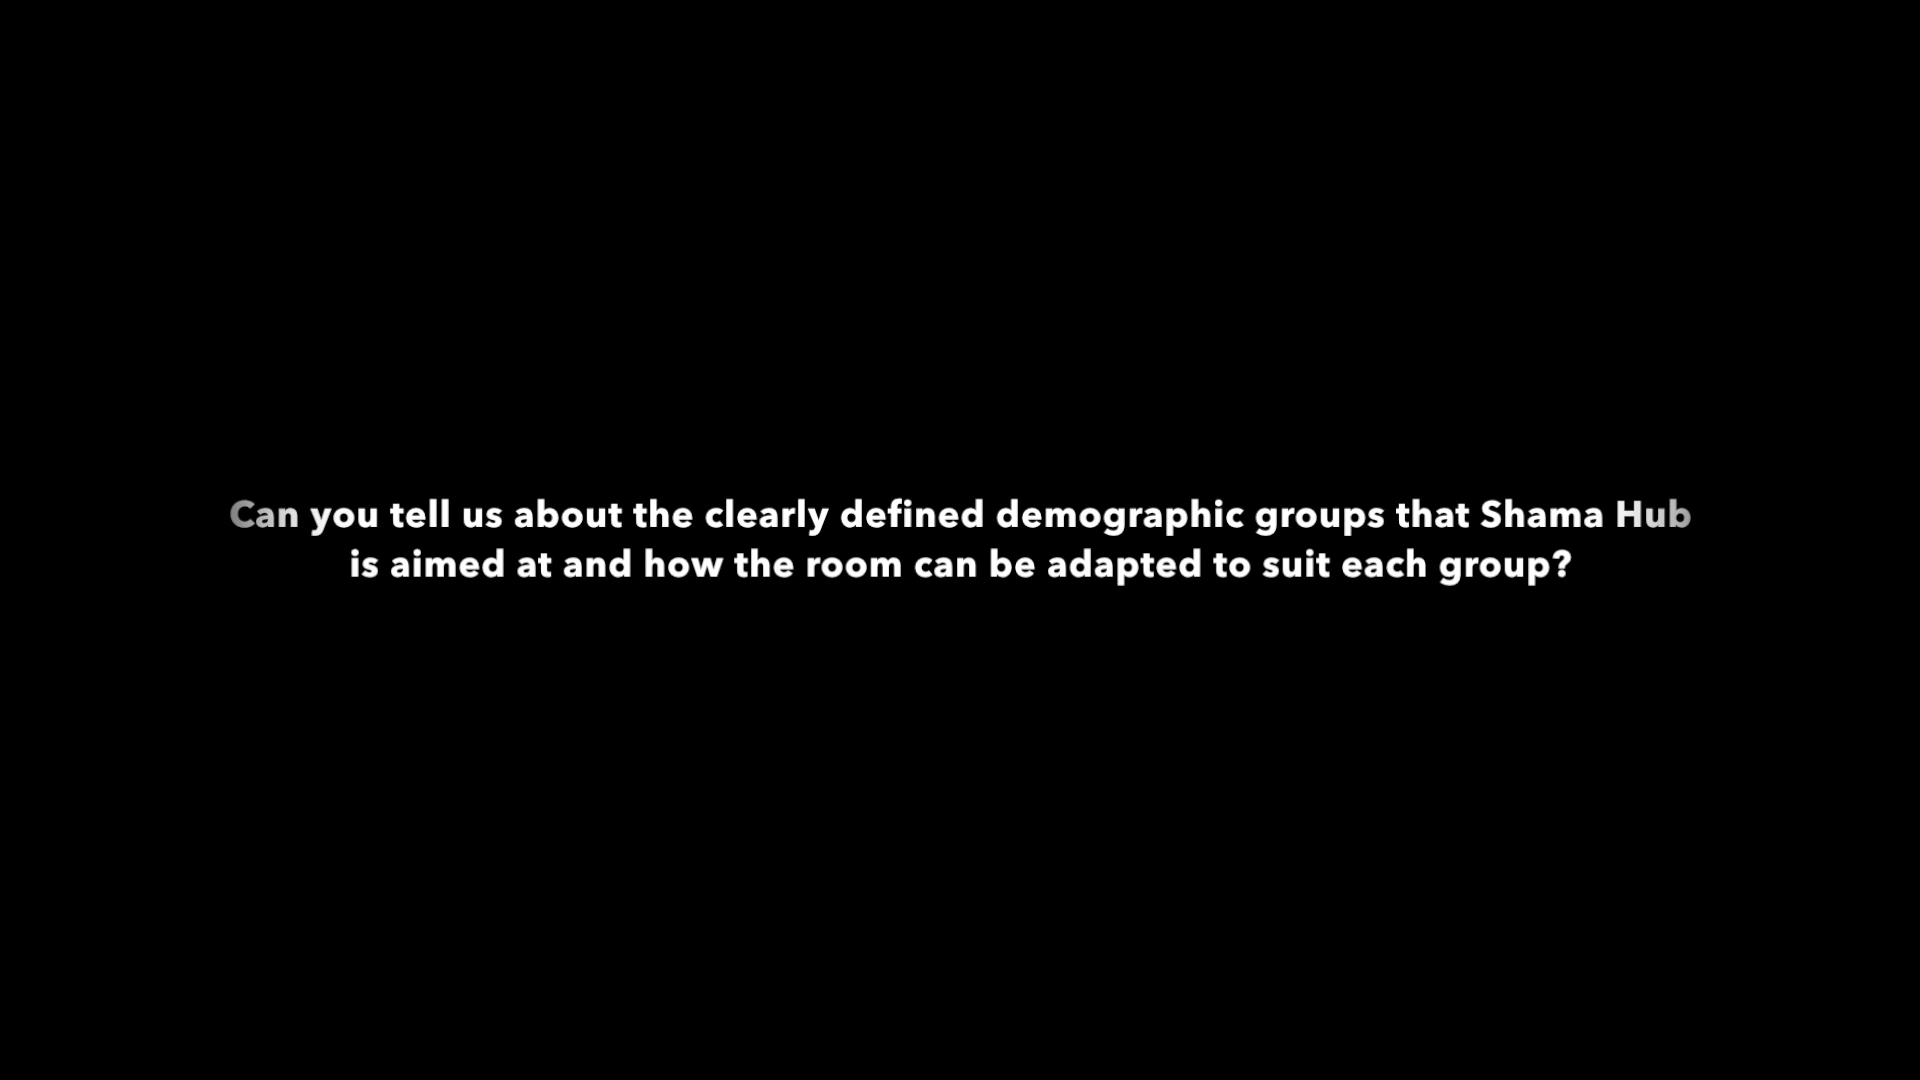 Can you tell us about the clearly defined demographic groups that Shama Hub
is aimed at and how the room can be adapted to suit each group?